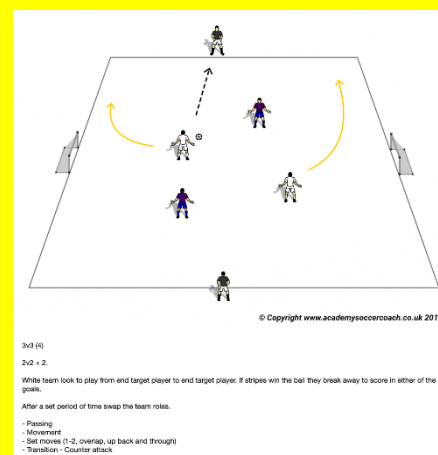 © Copyright www.academysoccercoach.co.uk 201
3v3 (4)
2v2 + 2.
White team look to play from end target player to end target player. If stripes win the ball they break away to score in either of the
goals.
After a set period of time swap the team roles.
- Passing
- Movement
- Set moves (1-2, overlap, up back and through)
- Transition - Counter attack